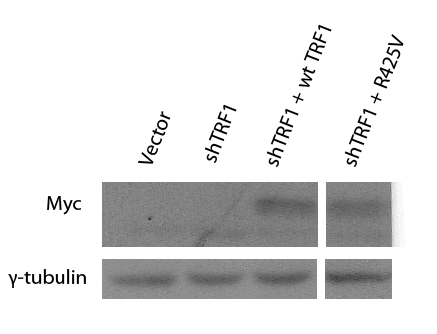 Vector
shTRF1
shTRF1 + wt TRF1
shTRF1 + R425V
Myc
γ-tubulin